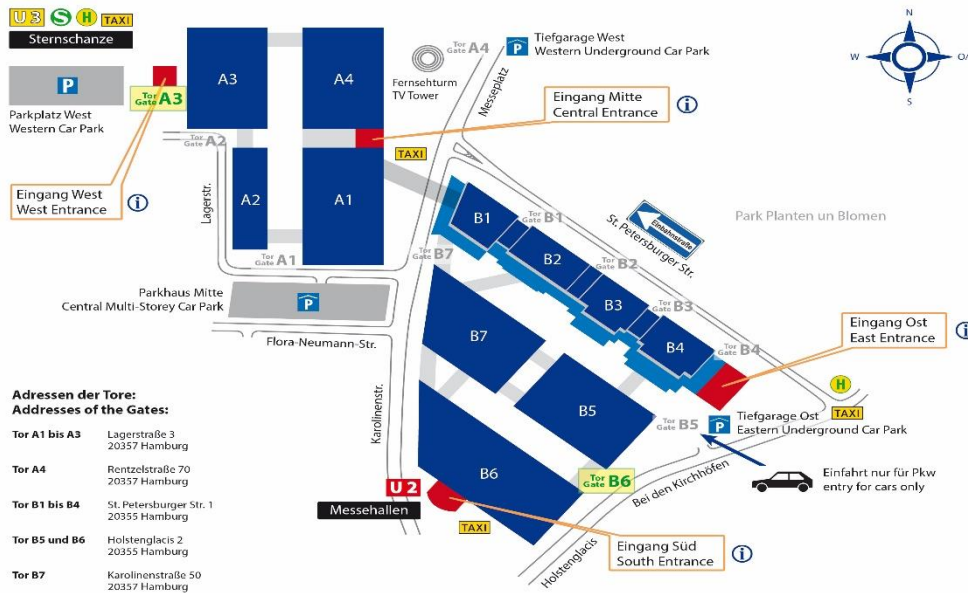 U3 S H TAXI
Sternschanze
P
Parkplatz West
Western Car Park
Tor
Gate A3
Eingang West
West Entrance
i
Tor
Gate A2
Lagerstr.
A3
A4
A2
A1
Tor
Gate A1
Fernsehturm
TV Tower
Tor
Gate A4
Messeplatz
P
Tiefgarage West
Western Underground Car Park
Eingang Mitte
Central Entrance
i
TAXI
N
W
O/E
S
Parkhaus Mitte
Central Multi-Storey Car Park
P
Flora-Neumann-Str.
Karolinenstr.
Tor
Gate B7
B1
Tor
Gate B1
B2
Tor
Gate B2
B3
Tor
Gate B3
B4
Tor
Gate B4
Einbahnstraße
St. Petersburger Str.
Park Planten un Blomen
Eingang Ost
East Entrance
i
H
TAXI
B7
B5
B6
Tor
Gate B5
P
Tiefgarage Ost
Eastern Underground Car Park
Einfahrt nur für Pkw
entry for cars only
Bei den Kirchhöfen
Tor
Gate B6
U2
Messehallen
TAXI
Holstenglacis
Eingang Süd
South Entrance
i
Adressen der Tore:
Addresses of the Gates:
Tor A1 bis A3 Lagerstraße 3
20357 Hamburg
Tor A4 Rentzelstraße 70
20357 Hamburg
Tor B1 bis B4 St. Petersburger Str. 1
20355 Hamburg
Tor B5 und B6 Holstenglacis 2
20355 Hamburg
Tor B7 Karolinenstraße 50
20357 Hamburg